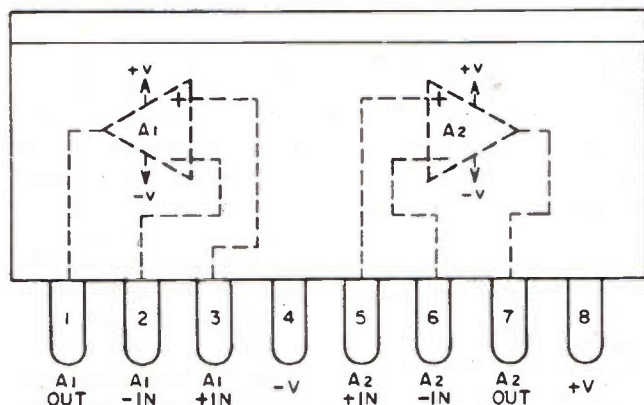 +V +V
+ +
A1 A2
-V -V
1 2 3 4 5 6 7 8
A1 A1 A1 -V A2 A2 A2 +V
OUT -IN +IN +IN -IN OUT